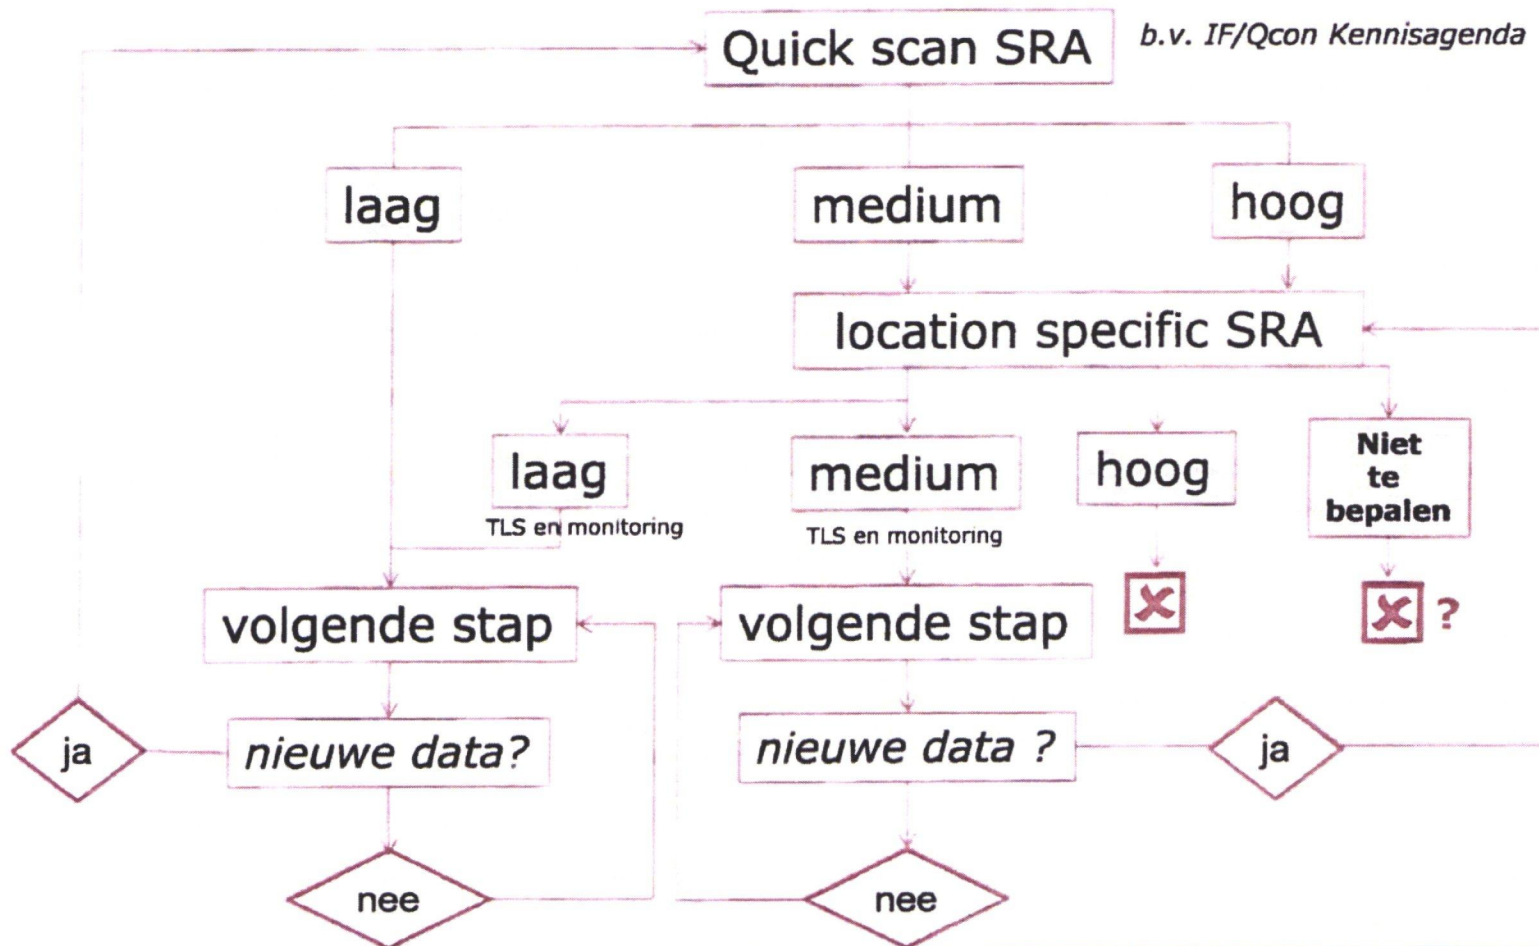 Quick scan SRA
b.v. IF/Qcon Kennisagenda
laag
medium
hoog
location specific SRA
laag
medium
hoog
Niet
te
bepalen
TLS en monitoring
TLS en monitoring
volgende stap
volgende stap
?
ja
nieuwe data?
nieuwe data ?
ja
nee
nee